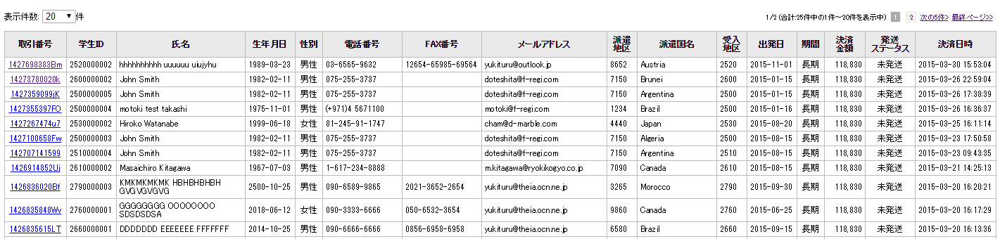 表示件数: 20 件
1/2 (合計:25件中の1件～20件を表示中) 1 2 次の5件> 最終ページ>>
取引番号 学生ID 氏名 生年月日 性別 電話番号 FAX番号 メールアドレス 派遣地区 派遣国名 受入地区 出発日 期間 決済金額 発送ステータス 決済日時
1427698383Bm 2520000002 hhhhhhhhhh uuuuuu uiujyhu 1989-03-23 男性 03-6565-9632 12654-65985-69564 yukituru@outlook.jp 8652 Austria 2520 2015-11-01 長期 118,830 未発送 2015-03-30 15:53:04
14273780020k 2600000002 John Smith 1982-02-11 男性 075-255-3737 doteshita@f-regi.com 7150 Brunei 2600 2015-01-15 長期 118,830 未発送 2015-03-26 22:59:04
1427359099jK 2500000005 John Smith 1982-02-11 男性 075-255-3737 doteshita@f-regi.com 7150 Argentina 2500 2015-01-15 長期 118,830 未発送 2015-03-26 17:38:39
1427355397FO 2500000004 motoki test takashi 1975-11-01 男性 (+971)4 5671100 motoki@f-regi.com 1234 Brazil 2500 2015-01-16 長期 118,830 未発送 2015-03-26 16:36:37
1427267474u7 2530000002 Hiroko Watanabe 1999-06-18 女性 81-245-91-1747 cham@d-marble.com 4440 Japan 2530 2015-08-20 長期 118,830 未発送 2015-03-25 16:11:14
1427100658Fw 2500000003 John Smith 1982-02-11 男性 075-255-3737 doteshita@f-regi.com 7150 Algeria 2500 2015-08-15 長期 118,830 未発送 2015-03-23 17:50:58
142707141599 2510000004 John Smith 1982-02-11 男性 075-255-3737 doteshita@f-regi.com 7150 Argentina 2510 2015-08-15 長期 118,830 未発送 2015-03-23 09:43:35
1426914852Uj 2610000002 Masaichiro Kitagawa 1967-07-03 男性 1-617-234-8888 m.kitagawa@ryokikogyo.co.jp 7090 Canada 2610 2015-08-15 長期 118,830 未発送 2015-03-21 14:25:13
1426836020Bf 2790000003 KMKMKMKMK HBHBHBHBH GVGVGVGVG 2500-10-25 男性 090-6589-9865 2021-3652-2654 yukituru@theia.ocn.ne.jp 3265 Morocco 2790 2015-09-30 長期 118,830 未発送 2015-03-20 16:20:21
1426835848Wv 2760000001 GGGGGGGG OOOOOOOO SDSDSDSA 2018-06-12 女性 090-3333-6666 050-6532-3654 yukituru@theia.ocn.ne.jp 9860 Canada 2760 2015-06-25 長期 118,830 未発送 2015-03-20 16:17:29
1426835615LT 2660000001 DDDDDDD EEEEEEE FFFFFFF 2014-10-25 男性 090-6666-6666 0856-6958-6958 yukituru@theia.ocn.ne.jp 6580 Brazil 2660 2015-09-15 長期 118,830 未発送 2015-03-20 16:13:36